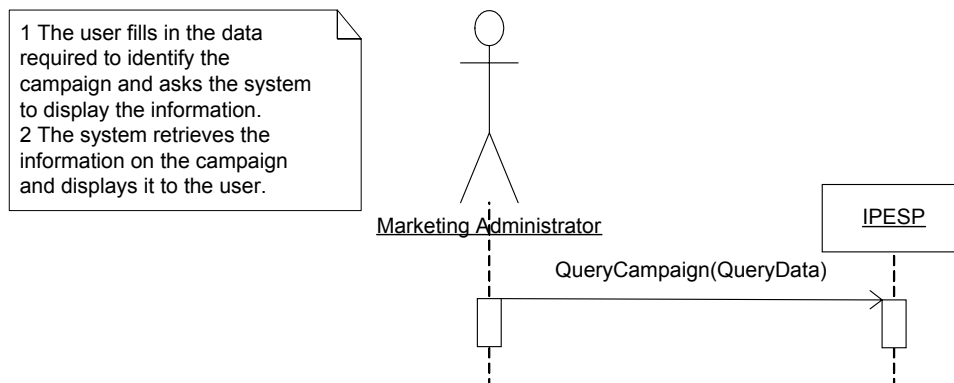 1 The user fills in the data
required to identify the
campaign and asks the system
to display the information.
2 The system retrieves the
information on the campaign
and displays it to the user.
Marketing Administrator
IPESP
QueryCampaign(QueryData)